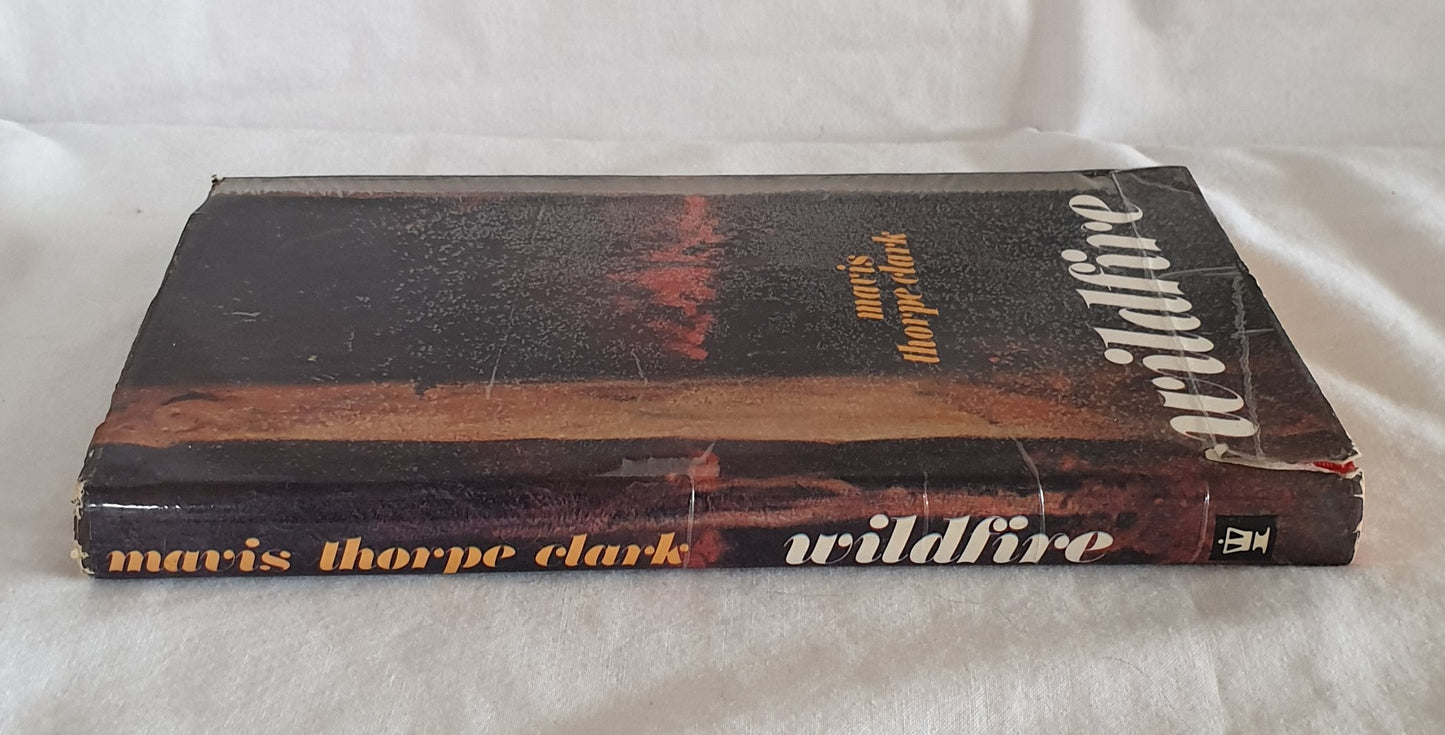 wildfire
mavis
thorpe clark
mavis thorpe clark wildfire